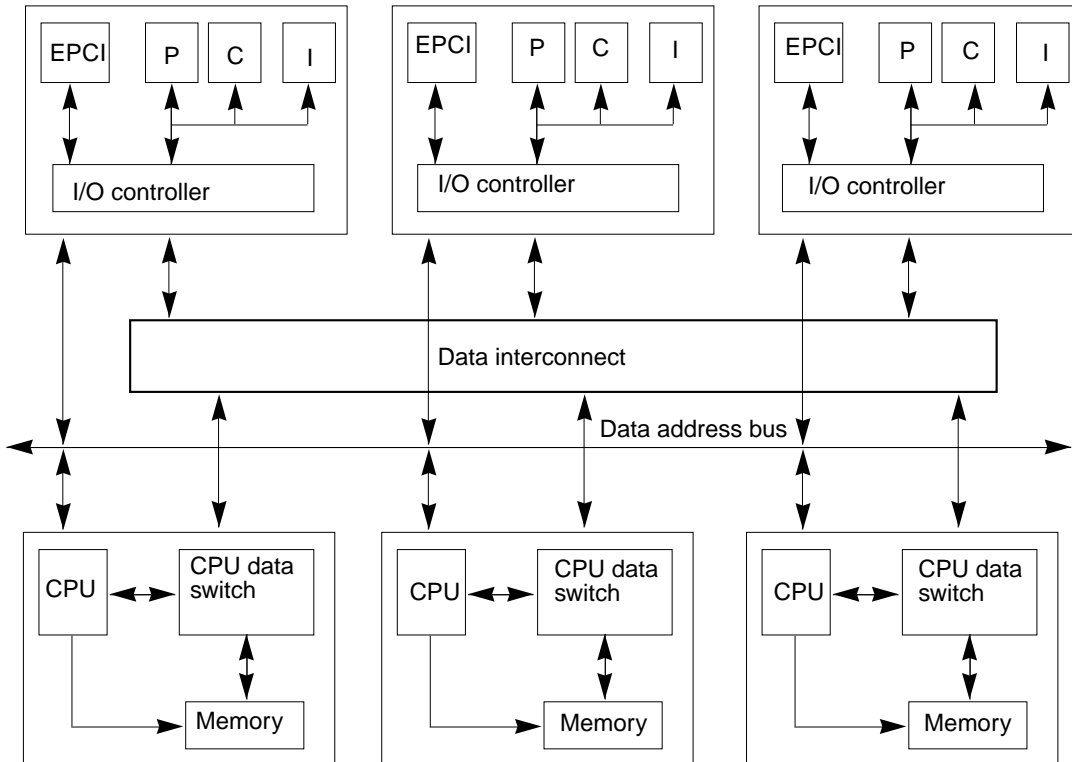 EPCI P C I
I/O controller
EPCI P C I
I/O controller
EPCI P C I
I/O controller
Data interconnect
Data address bus
CPU
CPU data
switch
Memory
CPU
CPU data
switch
Memory
CPU
CPU data
switch
Memory